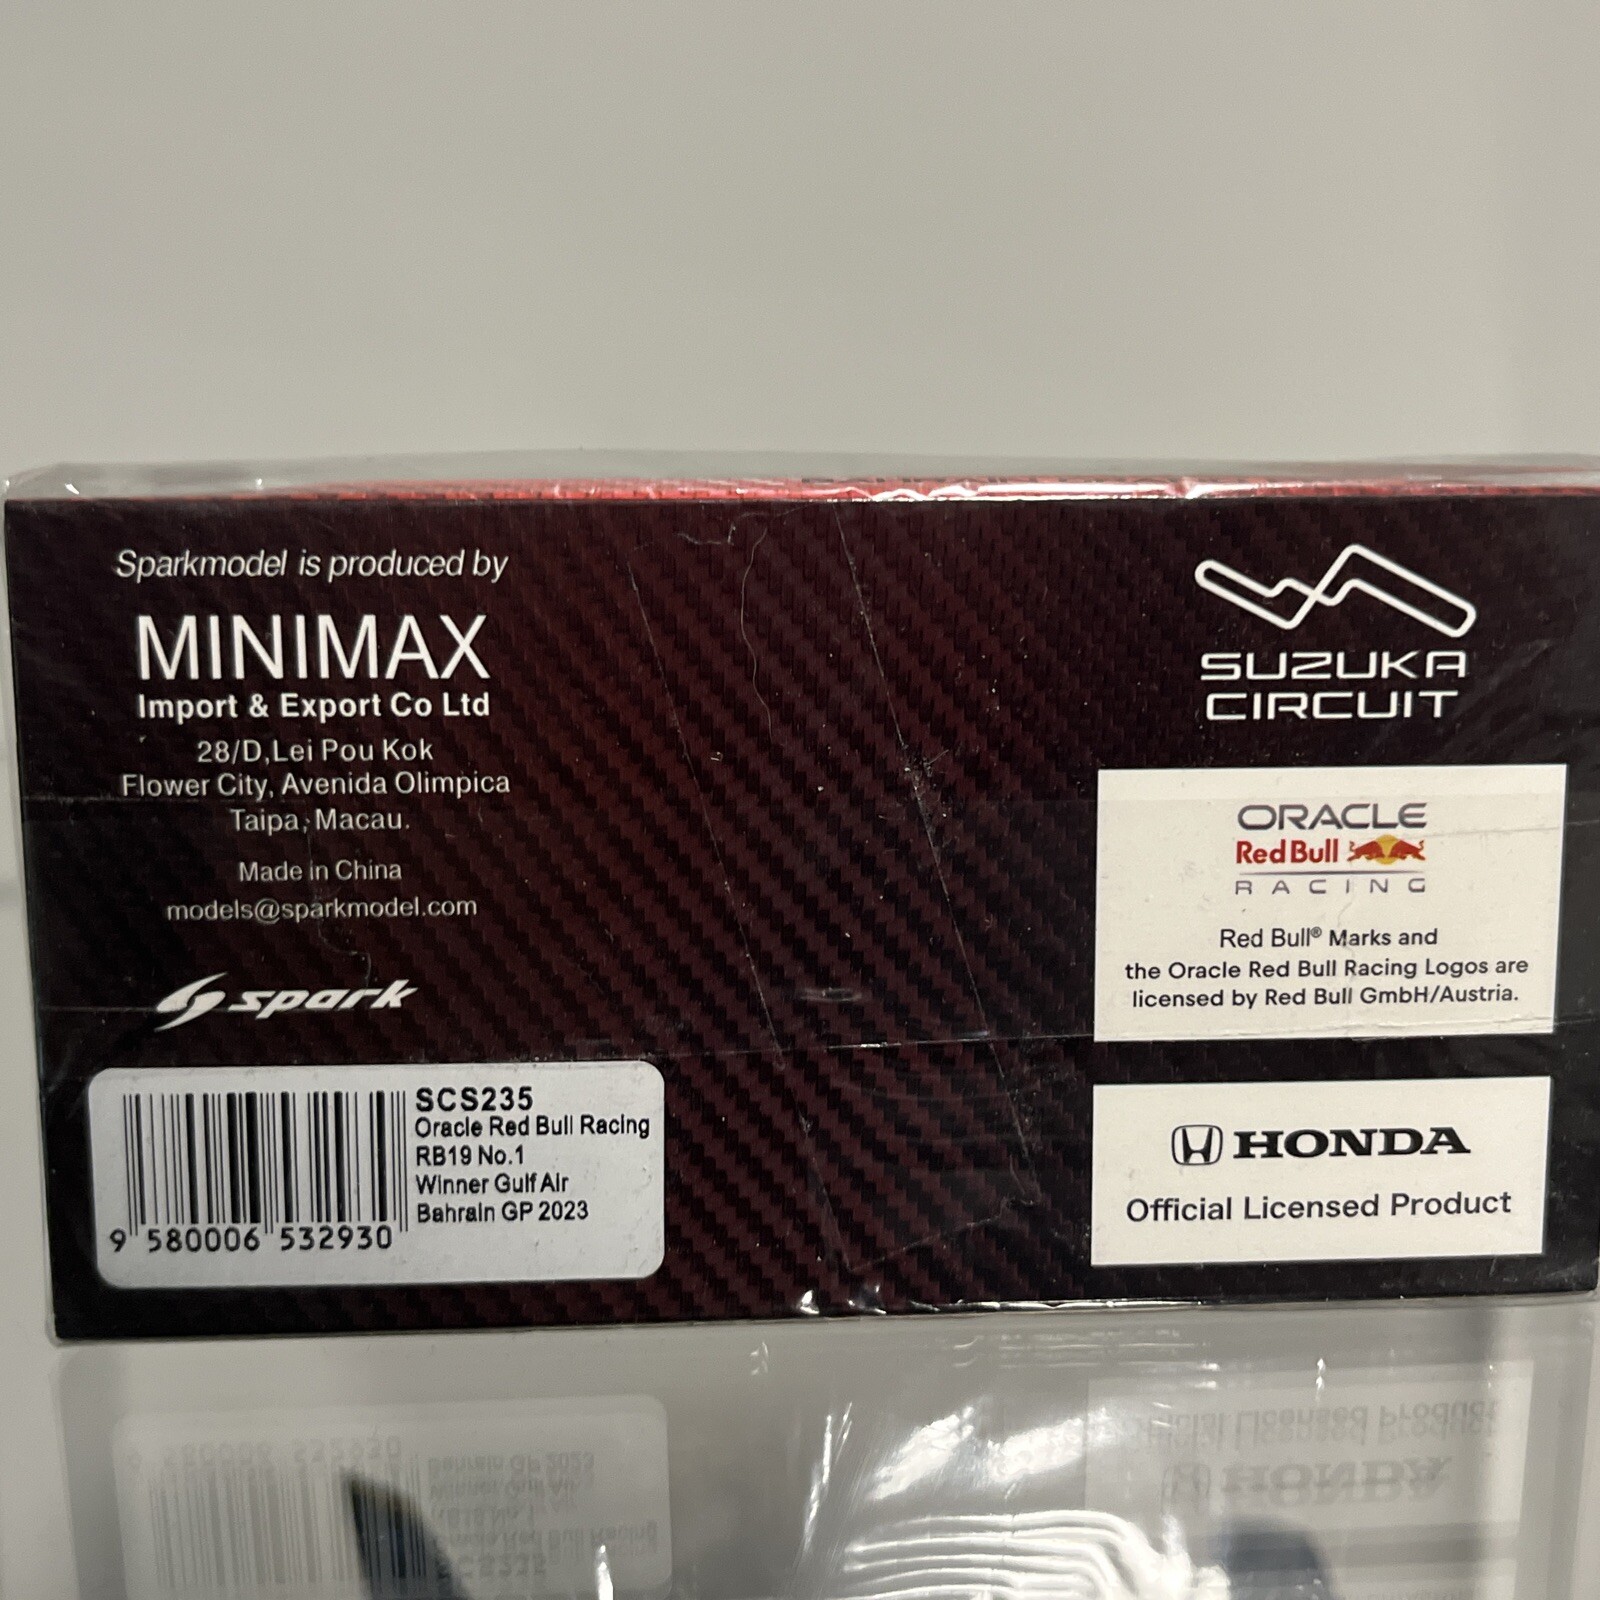 Sparkmodel is produced by
MINIMAX
Import & Export Co Ltd
28/D,Lei Pou Kok
Flower City, Avenida Olimpica
Taipa, Macau.
Made in China
models@sparkmodel.com
spark
SCS235
Oracle Red Bull Racing
RB19 No.1
Winner Gulf Air
Bahrain GP 2023
9 580006 532930
SUZUKA
CIRCUIT
ORACLE
Red Bull
RACING
Red Bull® Marks and
the Oracle Red Bull Racing Logos are
licensed by Red Bull GmbH/Austria.
HONDA
Official Licensed Product